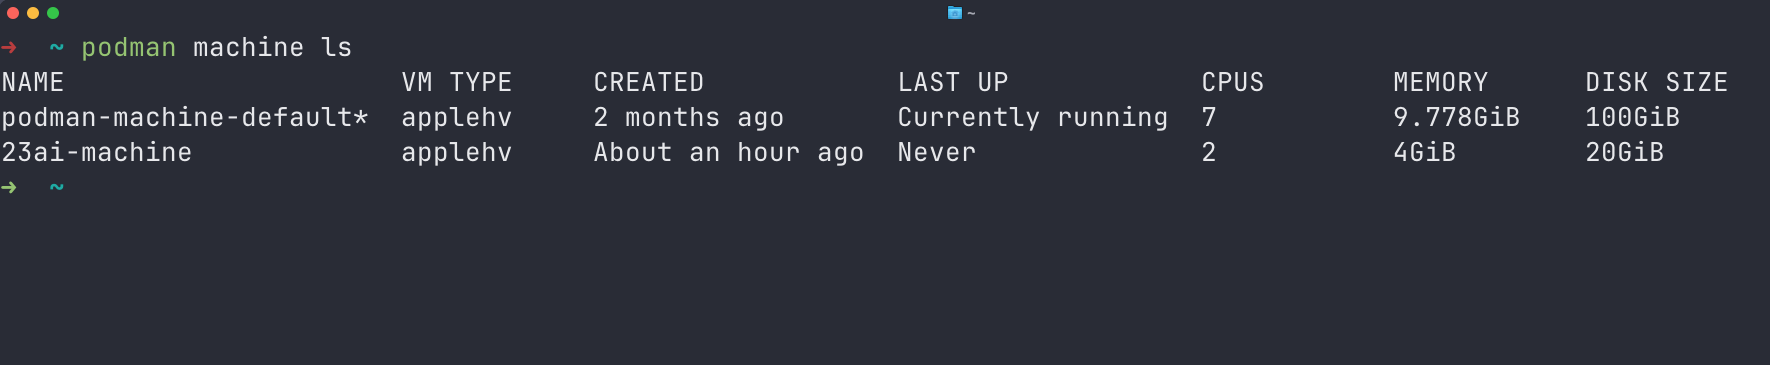 ~
➜ ~ podman machine ls
NAME VM TYPE CREATED LAST UP CPUS MEMORY DISK SIZE
podman-machine-default* applehv 2 months ago Currently running 7 9.778GiB 100GiB
23ai-machine applehv About an hour ago Never 2 4GiB 20GiB
➜ ~